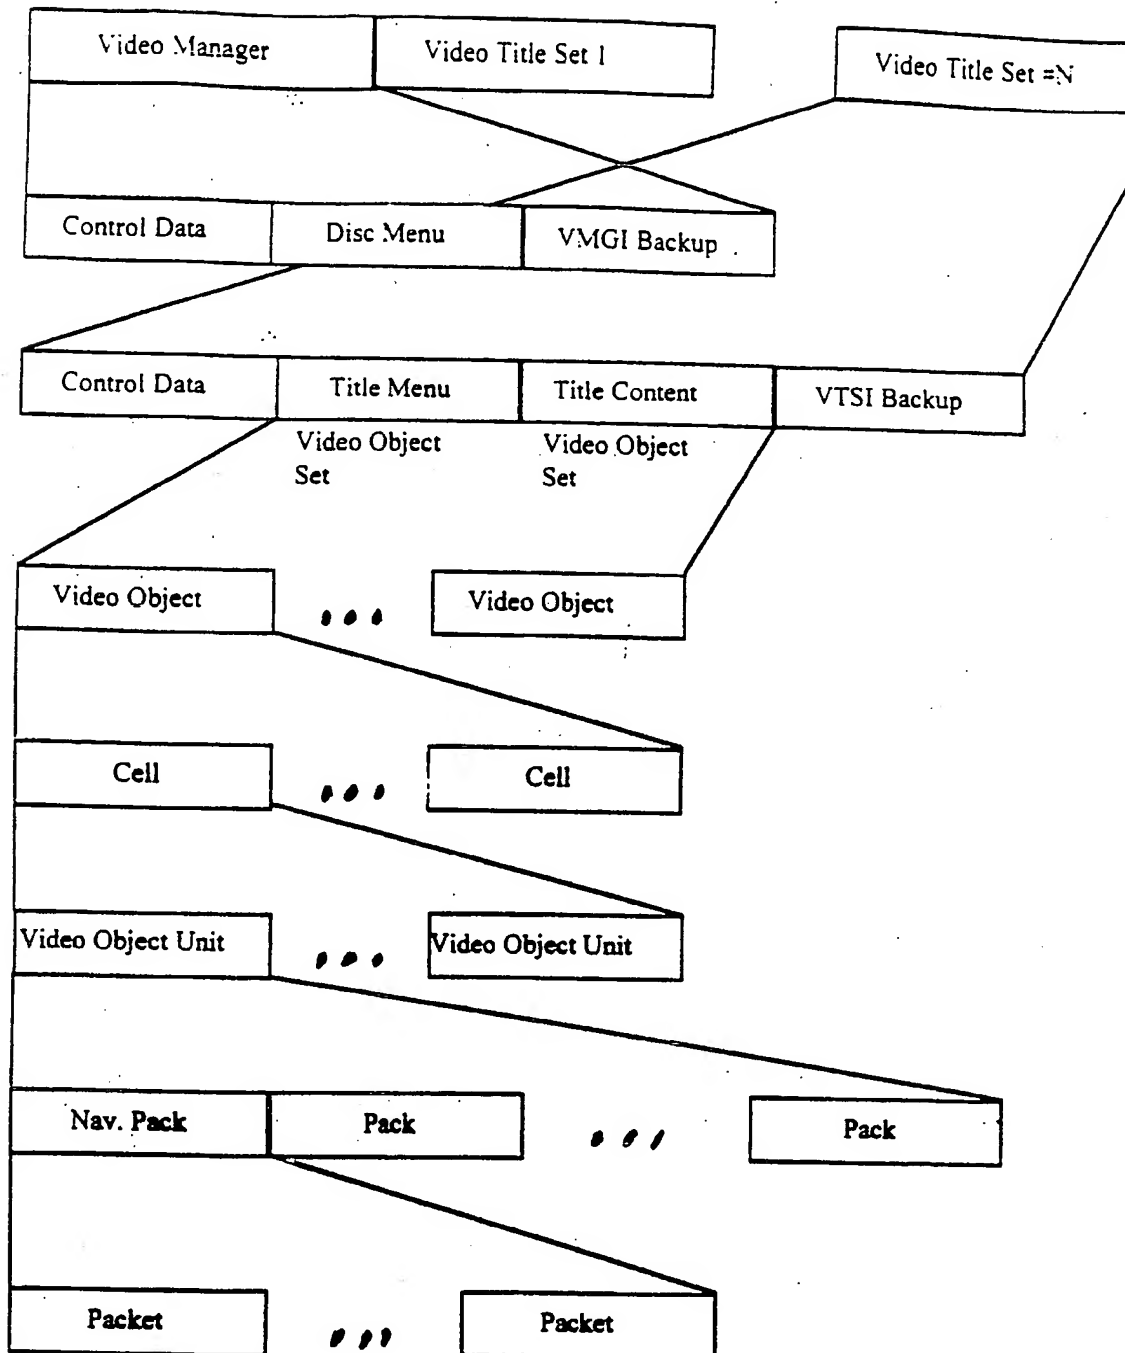 Video Manager
Video Title Set 1
Video Title Set =N
Control Data
Disc Menu
VMGI Backup
Control Data
Title Menu
Title Content
VTSI Backup
Video Object
Set
Video Object
Set
Video Object
Video Object
Cell
Cell
Video Object Unit
Video Object Unit
Nav. Pack
Pack
Pack
Packet
Packet